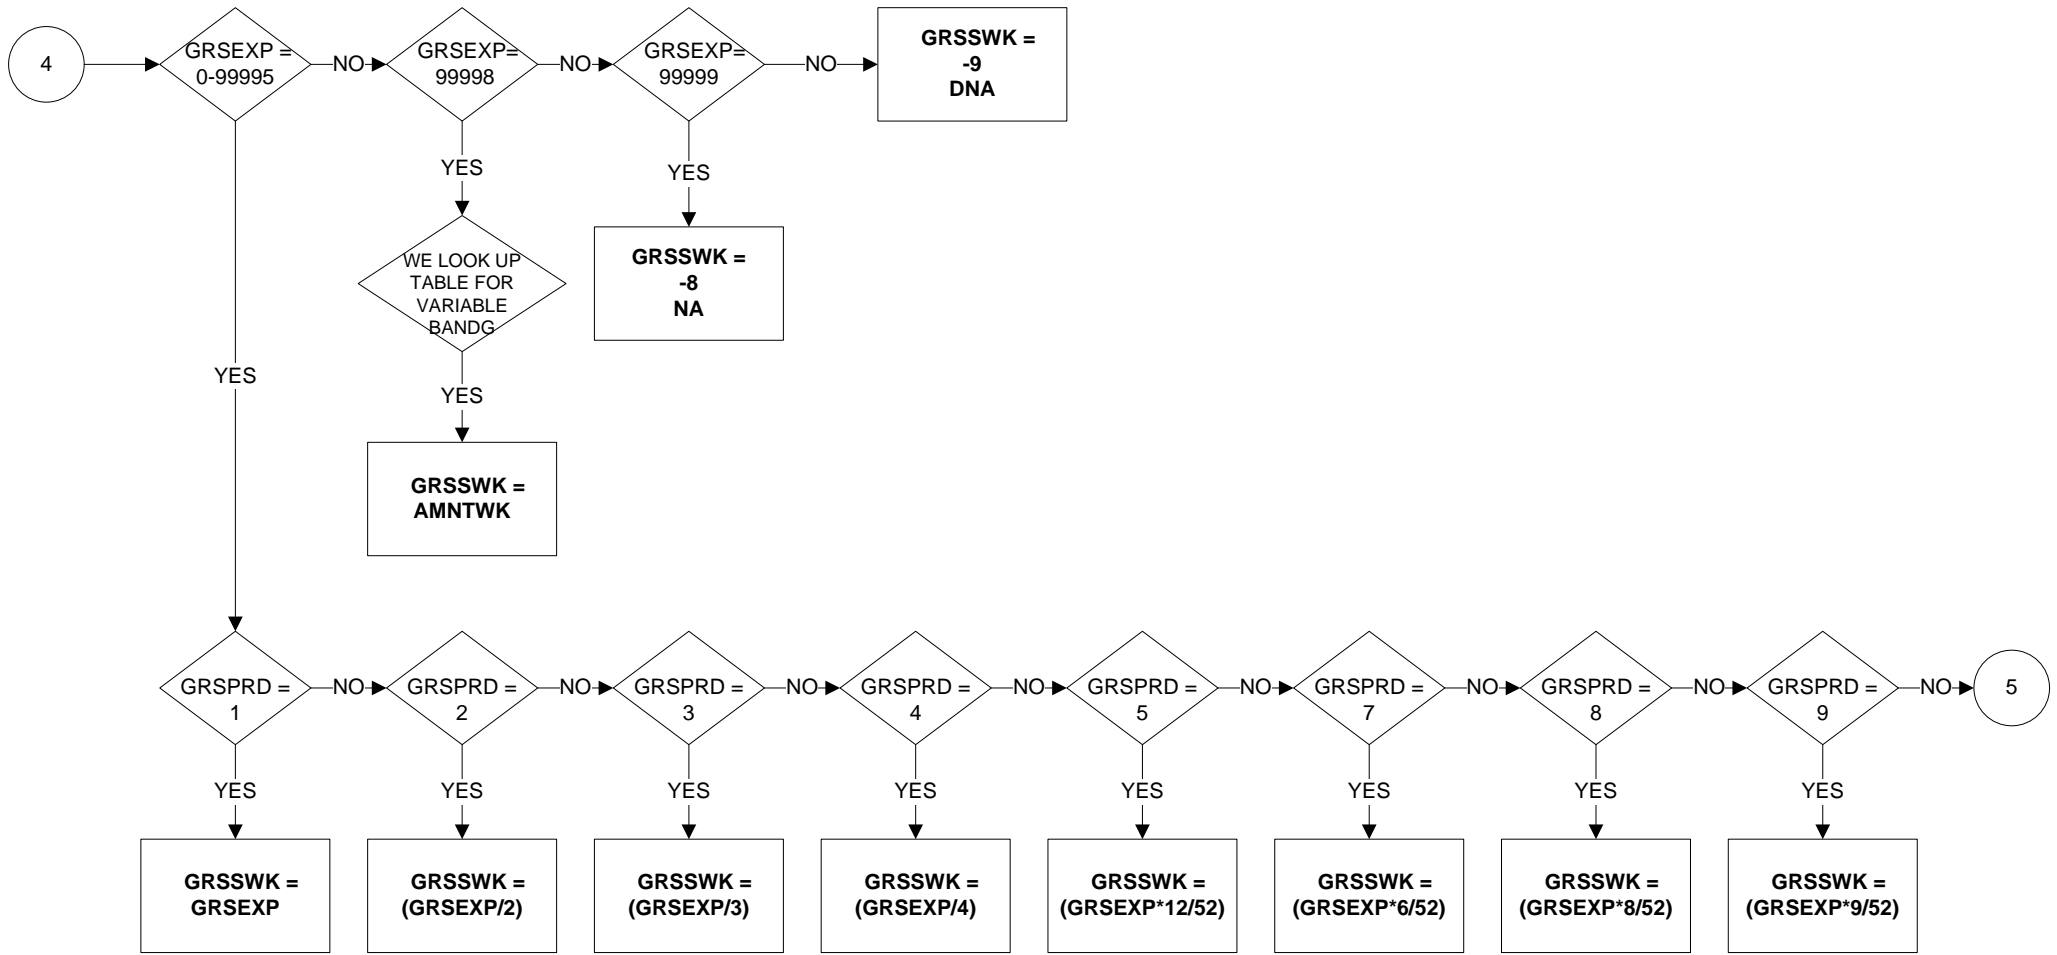 4
GRSEXP =
0-99995
NO
GRSEXP=
99998
NO
GRSEXP=
99999
NO
GRSSWK =
-9
DNA
YES
YES
YES
WE LOOK UP
TABLE FOR
VARIABLE
BANDG
GRSSWK =
-8
NA
YES
GRSSWK =
AMNTWK
GRSPRD =
1
NO
GRSPRD =
2
NO
GRSPRD =
3
NO
GRSPRD =
4
NO
GRSPRD =
5
NO
GRSPRD =
7
NO
GRSPRD =
8
NO
GRSPRD =
9
NO
5
YES
YES
YES
YES
YES
YES
YES
YES
GRSSWK =
GRSEXP
GRSSWK =
(GRSEXP/2)
GRSSWK =
(GRSEXP/3)
GRSSWK =
(GRSEXP/4)
GRSSWK =
(GRSEXP*12/52)
GRSSWK =
(GRSEXP*6/52)
GRSSWK =
(GRSEXP*8/52)
GRSSWK =
(GRSEXP*9/52)